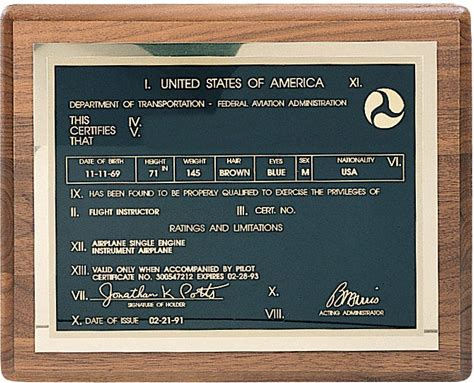 I. UNITED STATES OF AMERICA XI.
DEPARTMENT OF TRANSPORTATION - FEDERAL AVIATION ADMINISTRATION
THIS IV.
CERTIFIES V.
THAT
DATE OF BIRTH HEIGHT WEIGHT HAIR EYES SEX NATIONALITY VI.
11-11-69 71 IN 145 BROWN BLUE M USA
IX. HAS BEEN FOUND TO BE PROPERLY QUALIFIED TO EXERCISE THE PRIVILEGES OF
II. FLIGHT INSTRUCTOR III. CERT. NO.
RATINGS AND LIMITATIONS
XII. AIRPLANE SINGLE ENGINE
INSTRUMENT AIRPLANE
XIII. VALID ONLY WHEN ACCOMPANIED BY PILOT
CERTIFICATE NO. 300547212 EXPIRES 02-28-93
VII. Jonathan K Potts X.
SIGNATURE OF HOLDER
VIII. ACTING ADMINISTRATOR
X. DATE OF ISSUE 02-21-91